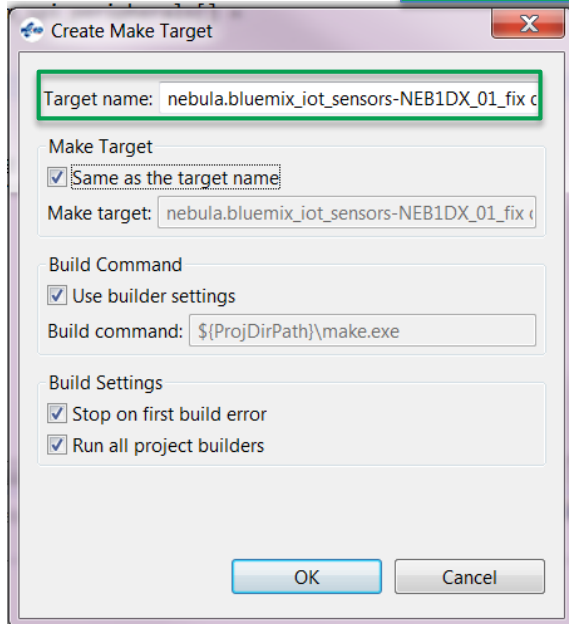 Create Make Target
Target name: nebula.bluemix_iot_sensors-NEB1DX_01_fix
Make Target
Same as the target name
Make target: nebula.bluemix_iot_sensors-NEB1DX_01_fix
Build Command
Use builder settings
Build command: ${ProjDirPath}\make.exe
Build Settings
Stop on first build error
Run all project builders
OK Cancel